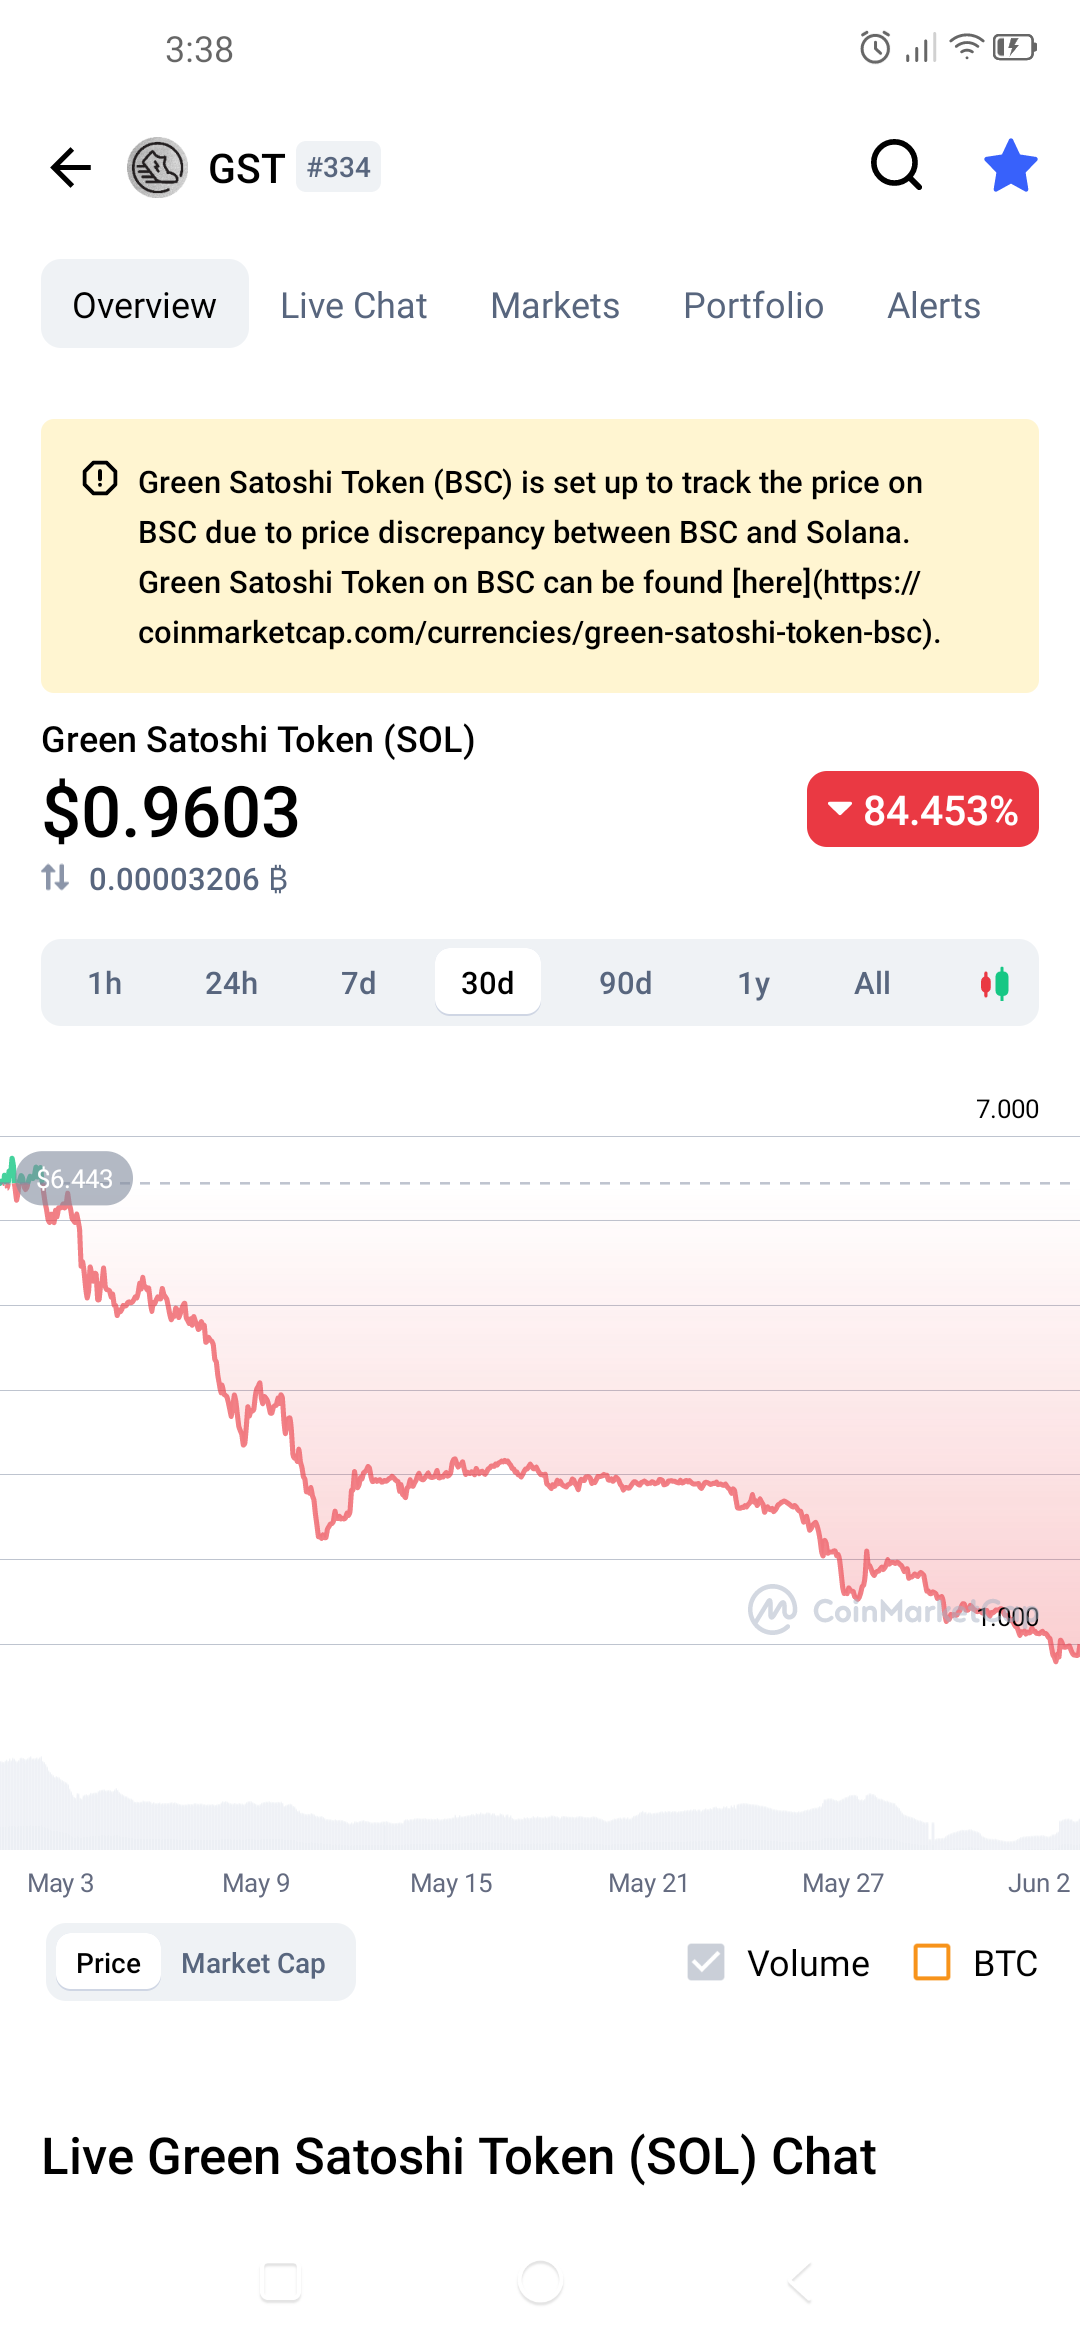 3:38
GST #334
Overview Live Chat Markets Portfolio Alerts
Green Satoshi Token (BSC) is set up to track the price on
BSC due to price discrepancy between BSC and Solana.
Green Satoshi Token on BSC can be found [here](https://
coinmarketcap.com/currencies/green-satoshi-token-bsc).
Green Satoshi Token (SOL)
$0.9603
84.453%
0.00003206 ₿
1h 24h 7d 30d 90d 1y All
7.000
$6.443
CoinMarketCap
1.000
May 3 May 9 May 15 May 21 May 27 Jun 2
Price Market Cap Volume BTC
Live Green Satoshi Token (SOL) Chat